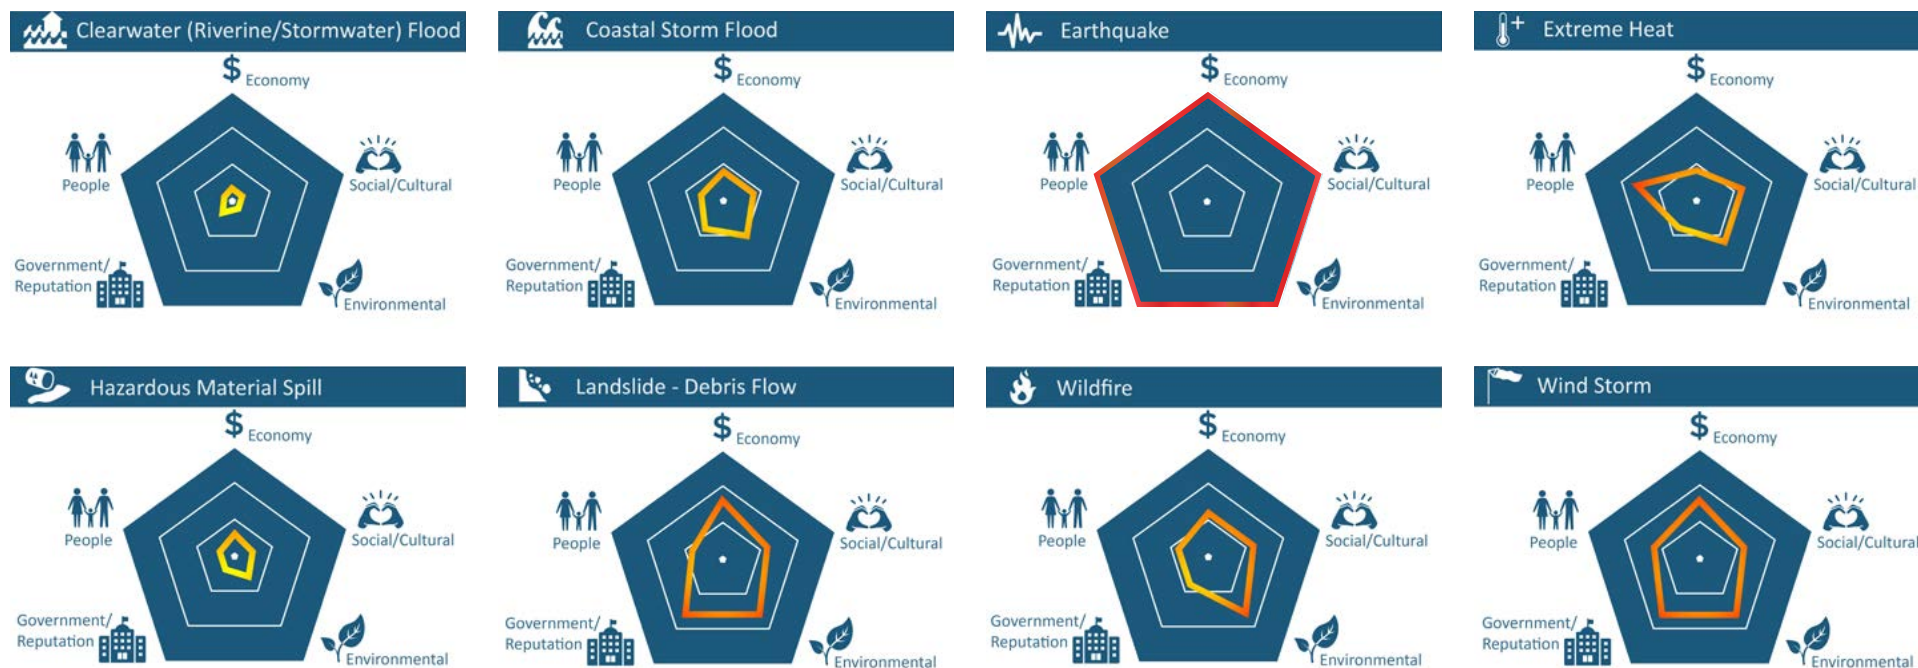 Clearwater (Riverine/Stormwater) Flood
$ Economy
People
Social/Cultural
Government/
Reputation
Environmental
Coastal Storm Flood
$ Economy
People
Social/Cultural
Government/
Reputation
Environmental
Earthquake
$ Economy
People
Social/Cultural
Government/
Reputation
Environmental
+ Extreme Heat
$ Economy
People
Social/Cultural
Government/
Reputation
Environmental
Hazardous Material Spill
$ Economy
People
Social/Cultural
Government/
Reputation
Environmental
Landslide - Debris Flow
$ Economy
People
Social/Cultural
Government/
Reputation
Environmental
Wildfire
$ Economy
People
Social/Cultural
Government/
Reputation
Environmental
Wind Storm
$ Economy
People
Social/Cultural
Government/
Reputation
Environmental